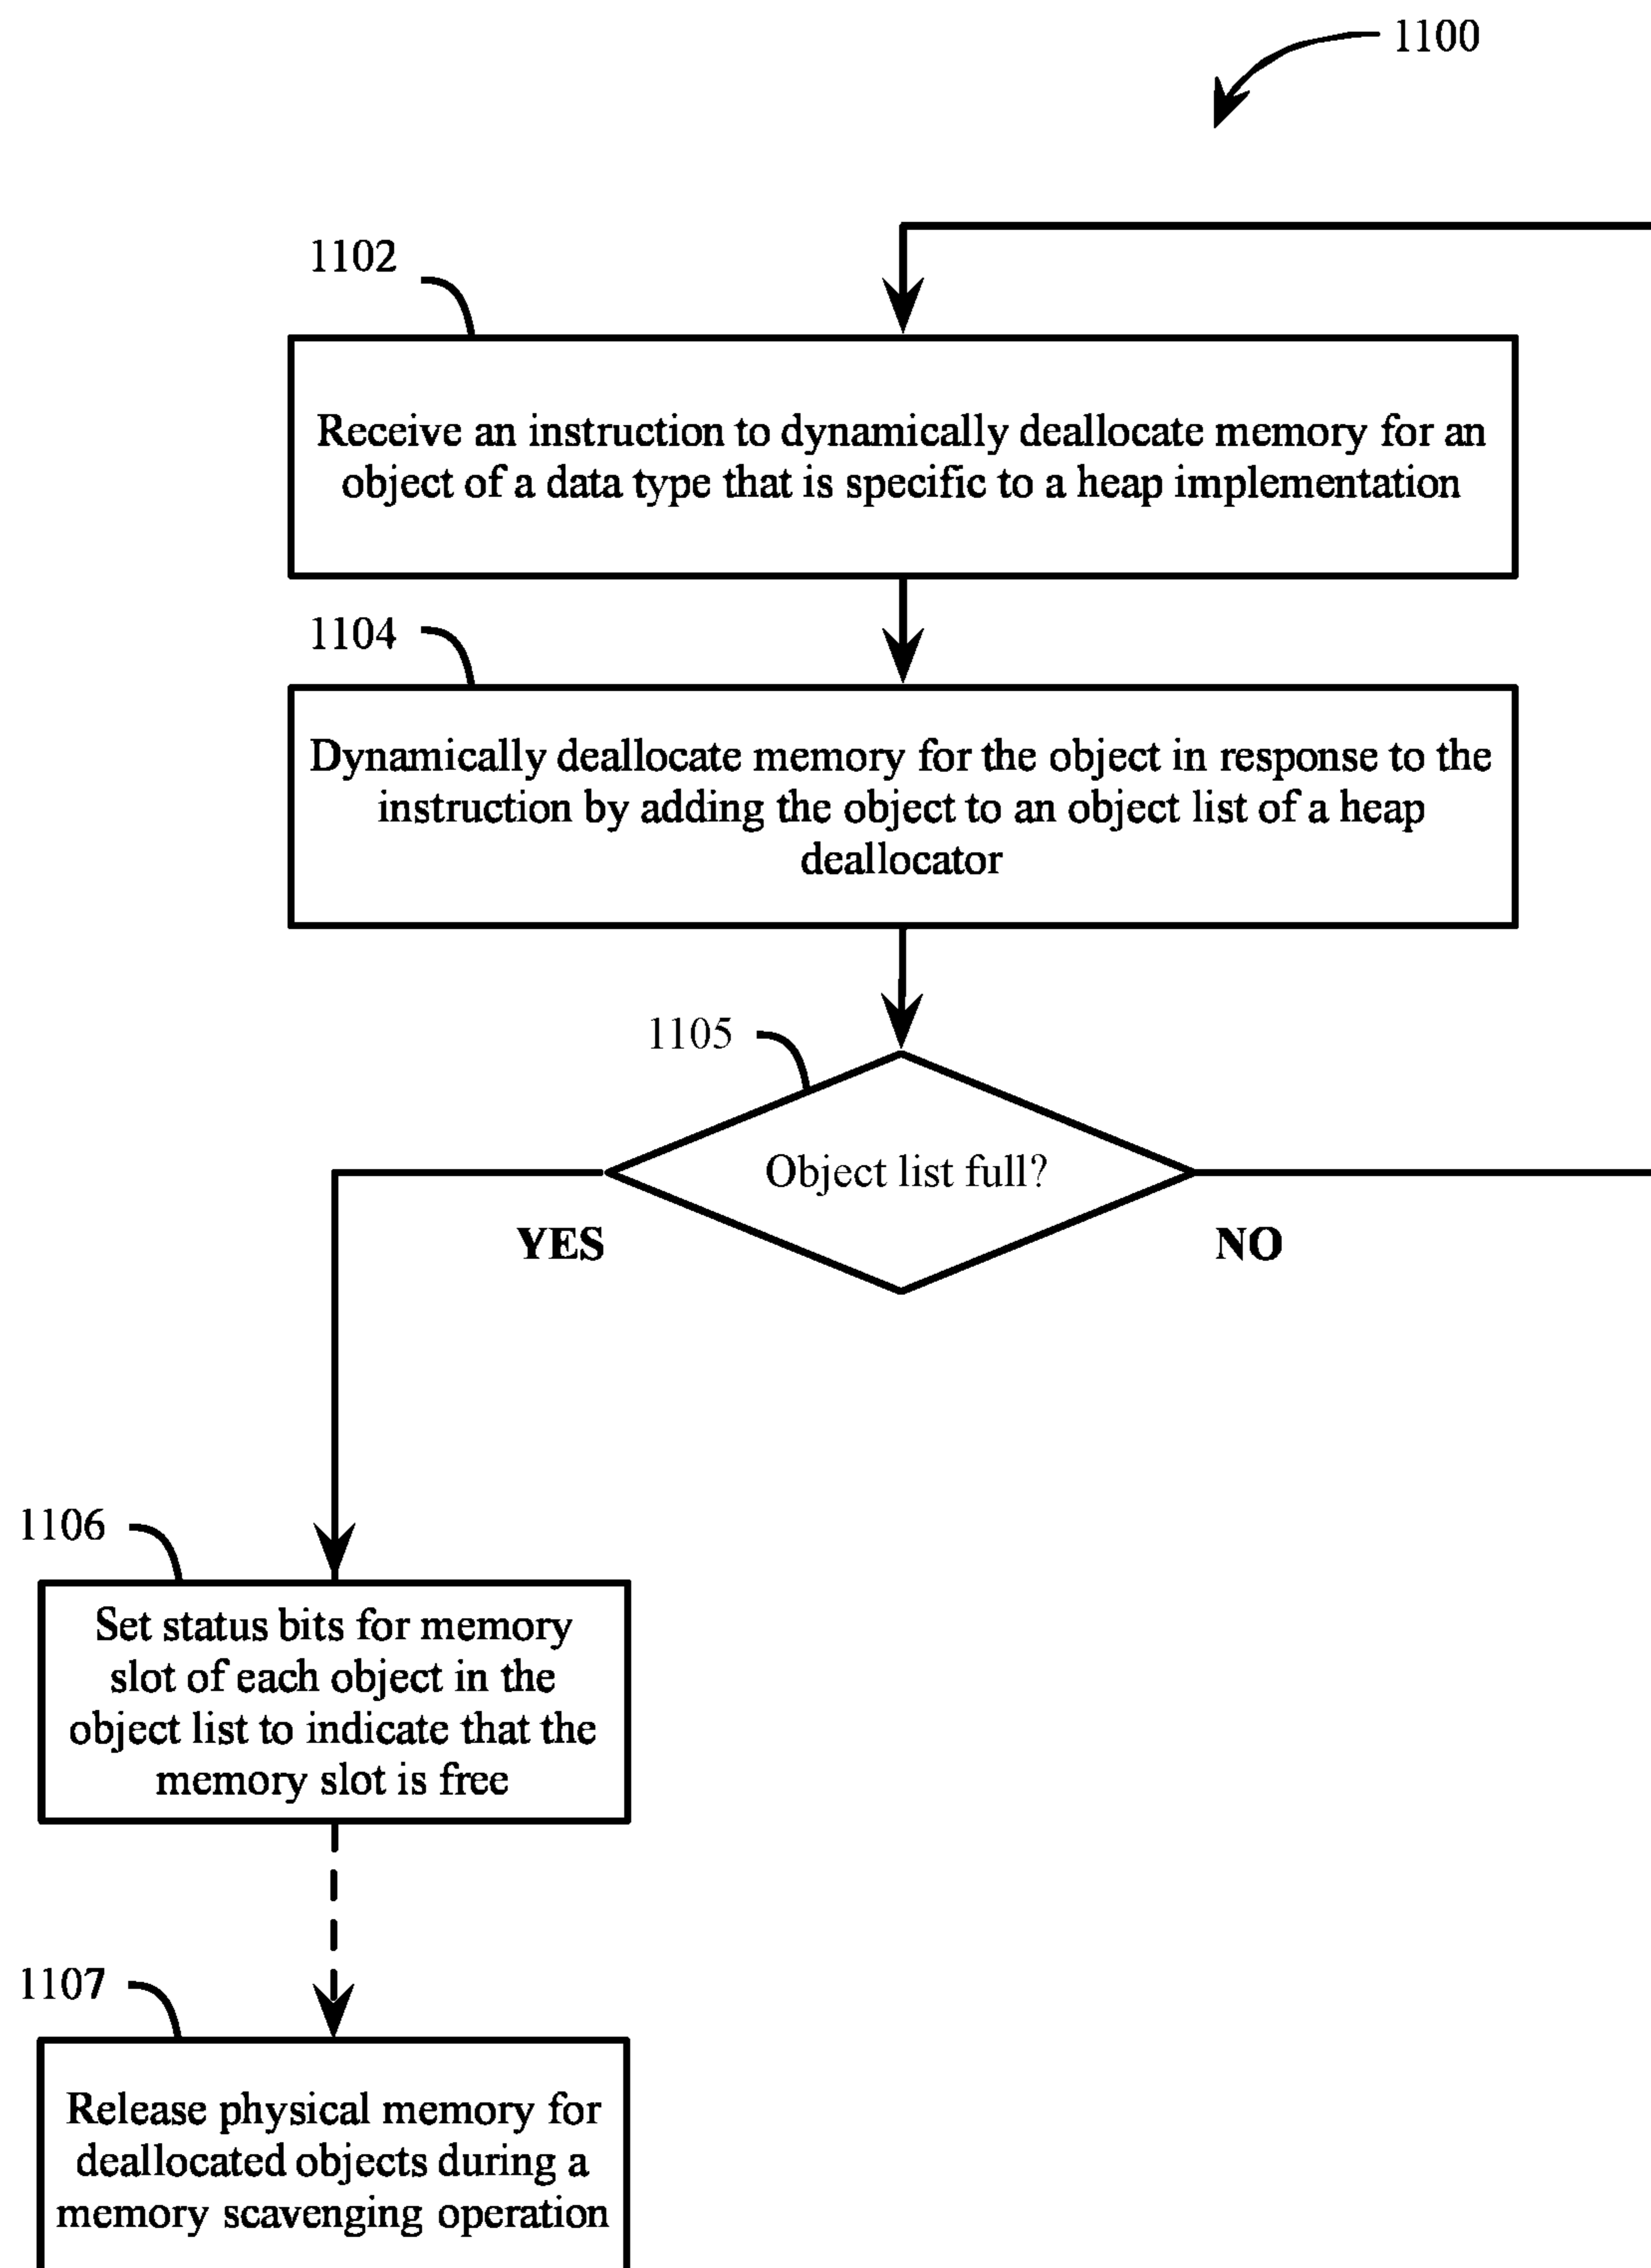 1100
1102
Receive an instruction to dynamically deallocate memory for an
object of a data type that is specific to a heap implementation
1104
Dynamically deallocate memory for the object in response to the
instruction by adding the object to an object list of a heap
deallocator
1105
Object list full?
YES
NO
1106
Set status bits for memory
slot of each object in the
object list to indicate that the
memory slot is free
1107
Release physical memory for
deallocated objects during a
memory scavenging operation